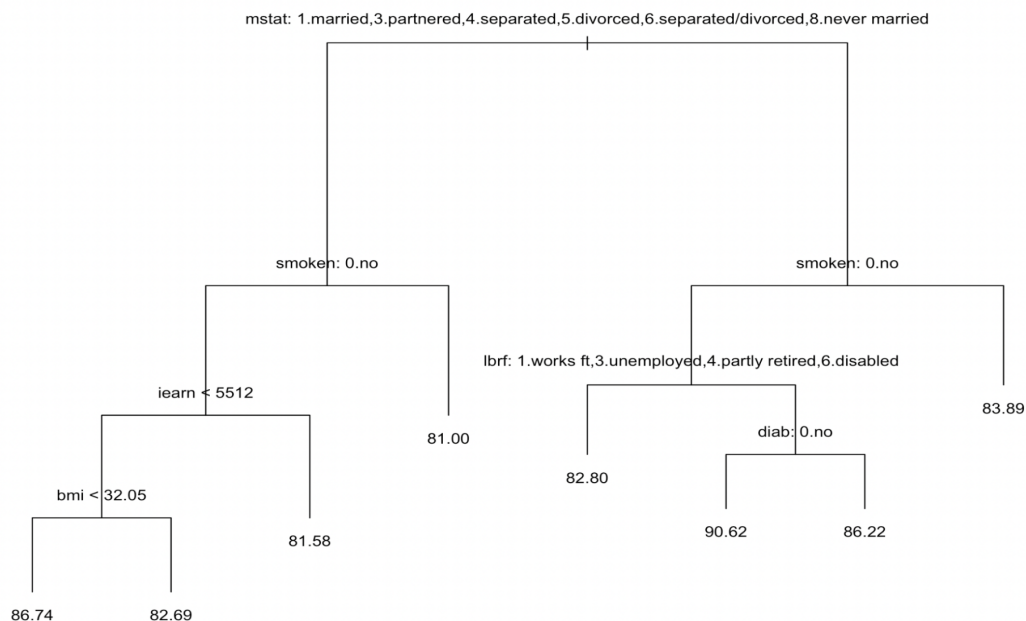 mstat: 1.married,3.partnered,4.separated,5.divorced,6.separated/divorced,8.never married
smoken: 0.no
smoken: 0.no
lbrf: 1.works ft,3.unemployed,4.partly retired,6.disabled
iearn < 5512
83.89
diab: 0.no
81.00
82.80
bmi < 32.05
90.62
86.22
81.58
86.74
82.69